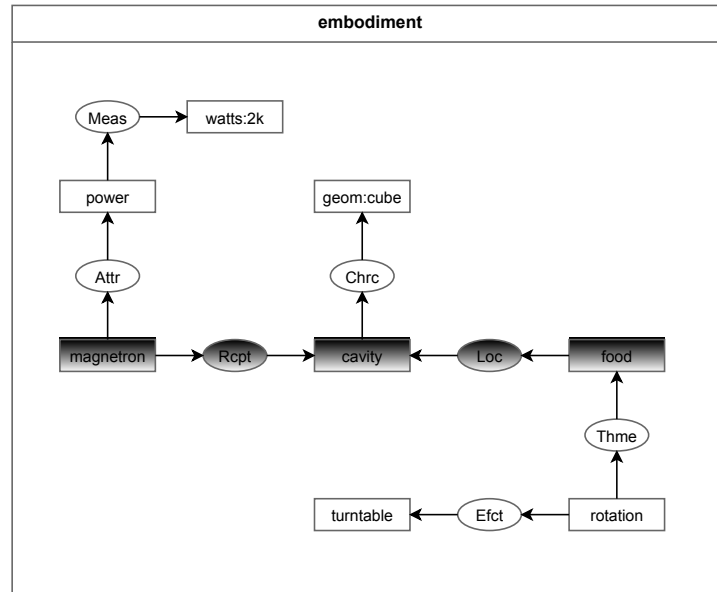 embodiment
Meas
watts:2k
power
geom:cube
Attr
Chrc
magnetron
Rcpt
cavity
Loc
food
Thme
turntable
Efct
rotation